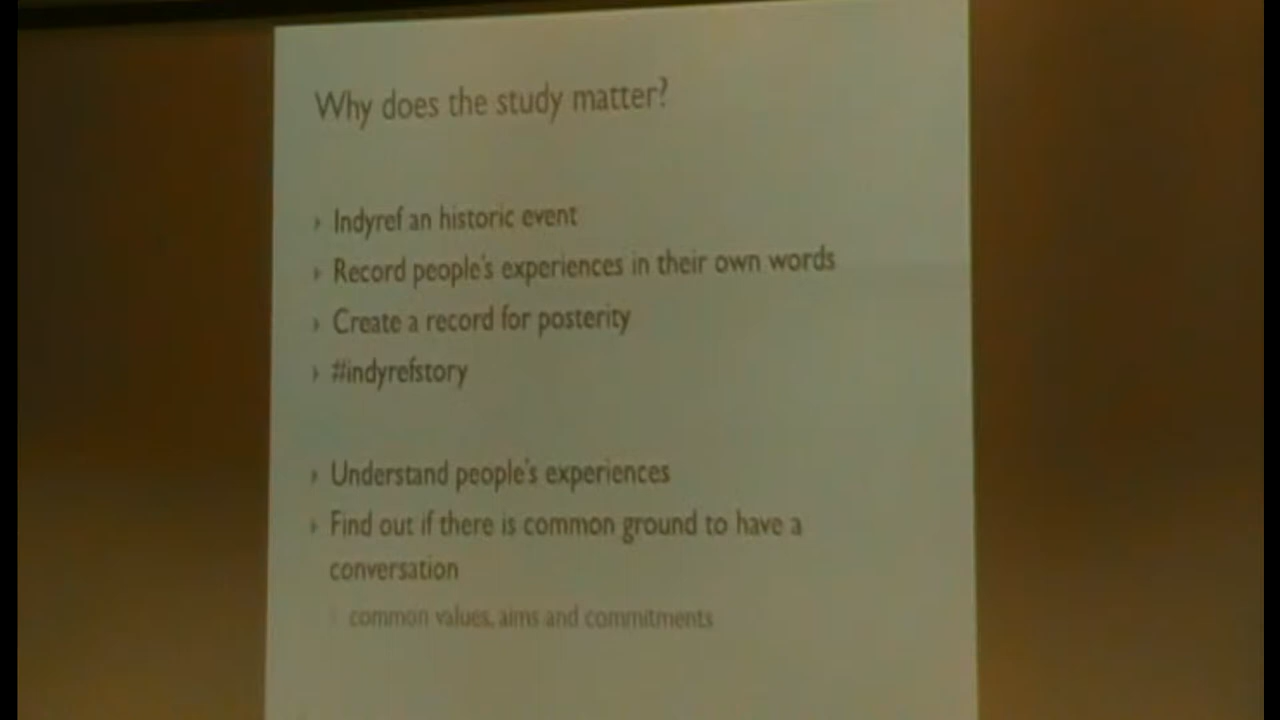 Why does the study matter?
Indyref an historic event
Record people's experiences in their own words
Create a record for posterity
#indyrefstory
Understand people's experiences
Find out if there is common ground to have a
conversation
common values, aims and commitments